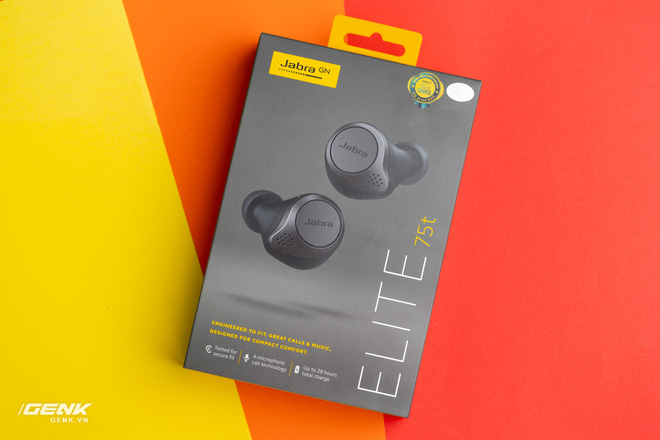 Jabra GN
Jabra
Jabra
ELITE 75t
ENGINEERED TO FIT. GREAT CALLS & MUSIC.
DESIGNED FOR COMPACT COMFORT.
Tested for
secure fit
4-microphone
call technology
Up to 28 hours
total charge
GENK
GENK.VN